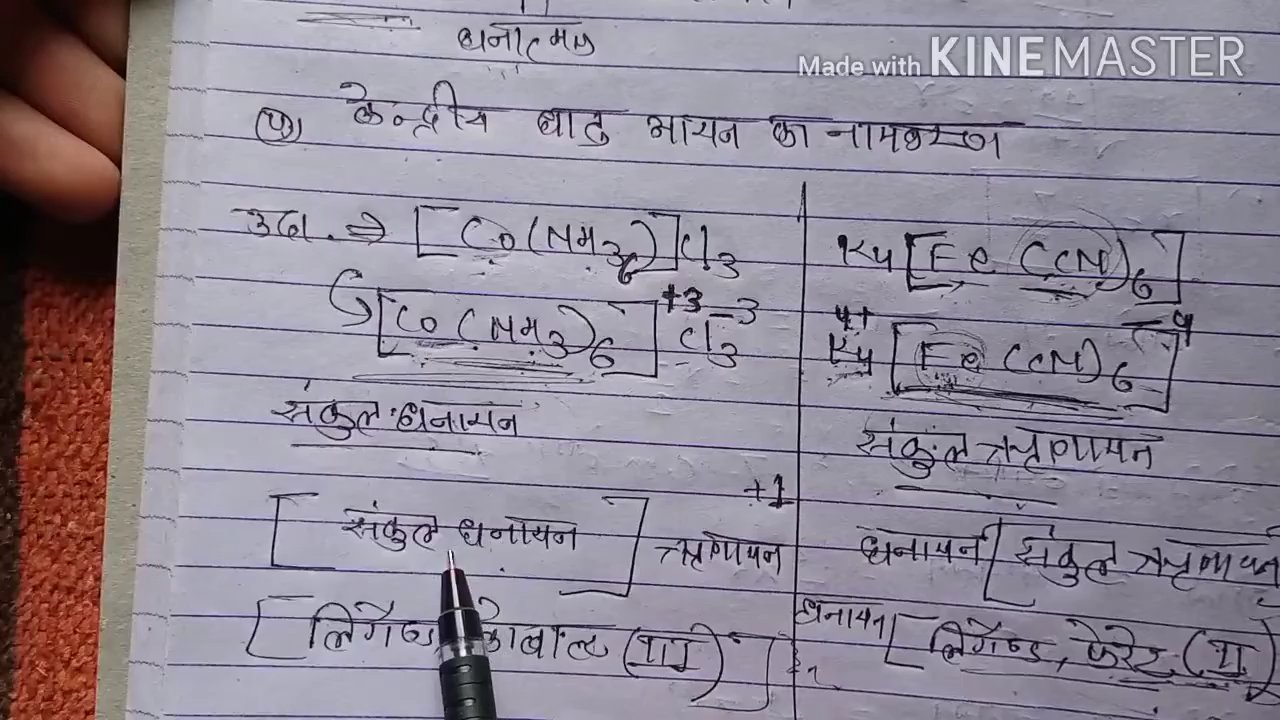 धनात्मक
Made with KINEMASTER
(4) केन्द्रीय धातु आयन का नामकरण
उदा. ⇒ [Co(NH3)6]Cl3
[Co(NH3)6]+3 Cl3-3
संकुल धनायन
[संकुल धनायन] ऋणायन
[लिगैण्ड कोबाल्ट (III)]
K4[Fe(CN)6]
4+ -4
K4[Fe(CN)6]
संकुल ऋणायन
+1
धनायन [संकुल ऋणायन
धनायन [लिगैण्ड, फेरेट (II)]